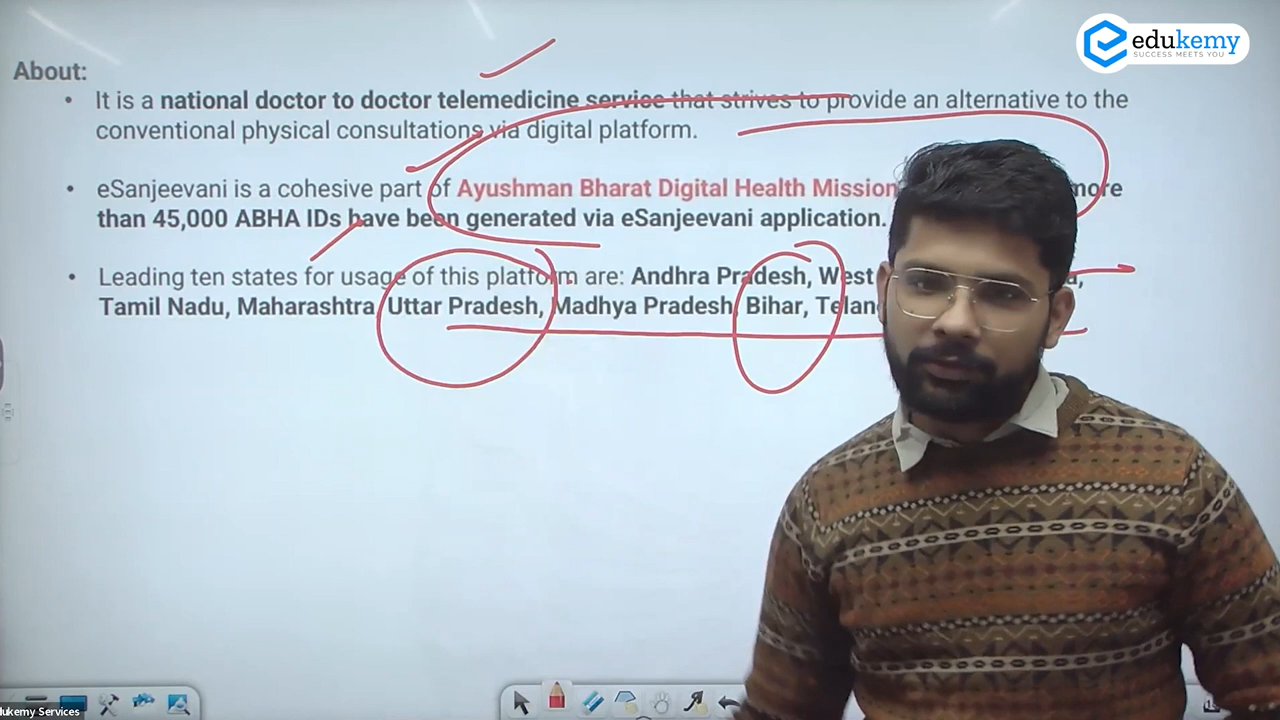 edukemy
SUCCESS MEETS YOU
About:
• It is a national doctor to doctor telemedicine service that strives to provide an alternative to the
conventional physical consultations via digital platform.
• eSanjeevani is a cohesive part of Ayushman Bharat Digital Health Mission more
than 45,000 ABHA IDs have been generated via eSanjeevani application.
• Leading ten states for usage of this platform are: Andhra Pradesh, West
Tamil Nadu, Maharashtra, Uttar Pradesh, Madhya Pradesh, Bihar,
dukemy Services